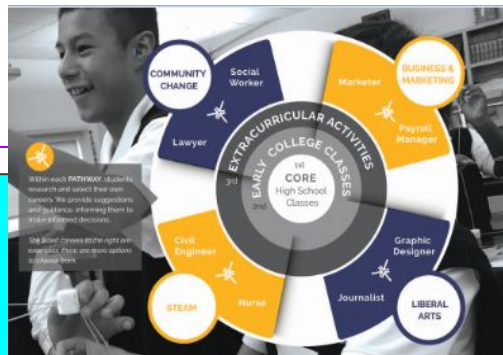 COMMUNITY
CHANGE
Social
Worker
Lawyer
Marketer
BUSINESS &
MARKETING
Payroll
Manager
EXTRACURRICULAR ACTIVITIES
3rd
EARLY COLLEGE CLASSES
2nd
1st
CORE
High School
Classes
Within each PATHWAY, students
research and select their own
careers. We provide suggestions
and guidance, informing them to
make informed decisions.
The listed careers to the right are
examples, there are more options
to choose from.
Civil
Engineer
STEAM
Nurse
Graphic
Designer
Journalist
LIBERAL
ARTS